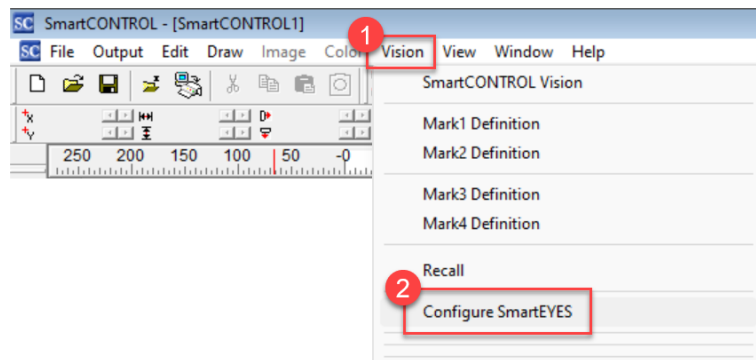 SC SmartCONTROL - [SmartCONTROL1]
1
SC File Output Edit Draw Image Color Vision View Window Help
SmartCONTROL Vision
+x
+y
Mark1 Definition
Mark2 Definition
250 200 150 100 50 -0
Mark3 Definition
Mark4 Definition
Recall
2
Configure SmartEYES